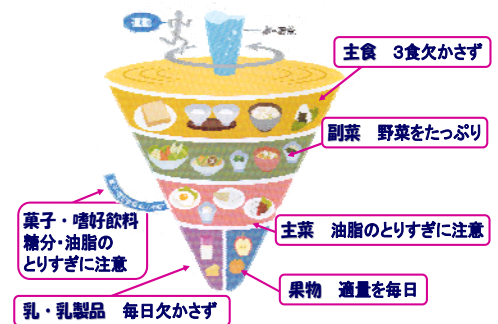 運動
主食 3食欠かさず
副菜 野菜をたっぷり
菓子・嗜好飲料
糖分・油脂の
とりすぎに注意
主菜 油脂のとりすぎに注意
果物 適量を毎日
乳・乳製品 毎日欠かさず